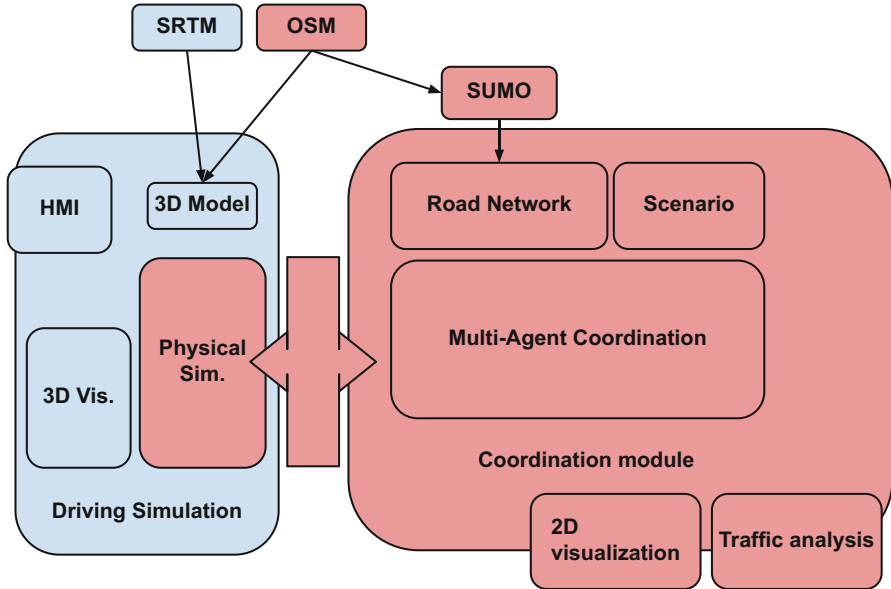 SRTM
OSM
SUMO
HMI
3D Model
Road Network
Scenario
Physical
Sim.
Multi-Agent Coordination
3D Vis.
Coordination module
Driving Simulation
2D
visualization
Traffic analysis